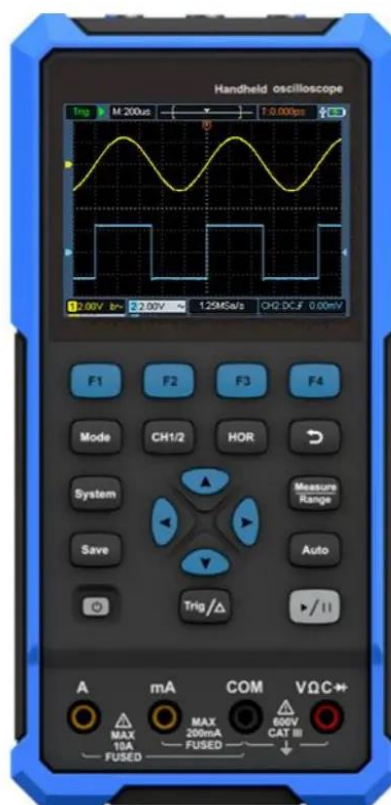 Handheld oscilloscope
Trig M:200us T:0.000ps
1 2.00V 2 2.00V 1.25MSa/s CH2:DC 0.00mV
F1 F2 F3 F4
Mode CH1/2 HOR
System Measure
Range
Save Auto
Trig/Δ
A mA COM VΩC
MAX MAX 600V
10A 200mA CAT III
FUSED FUSED